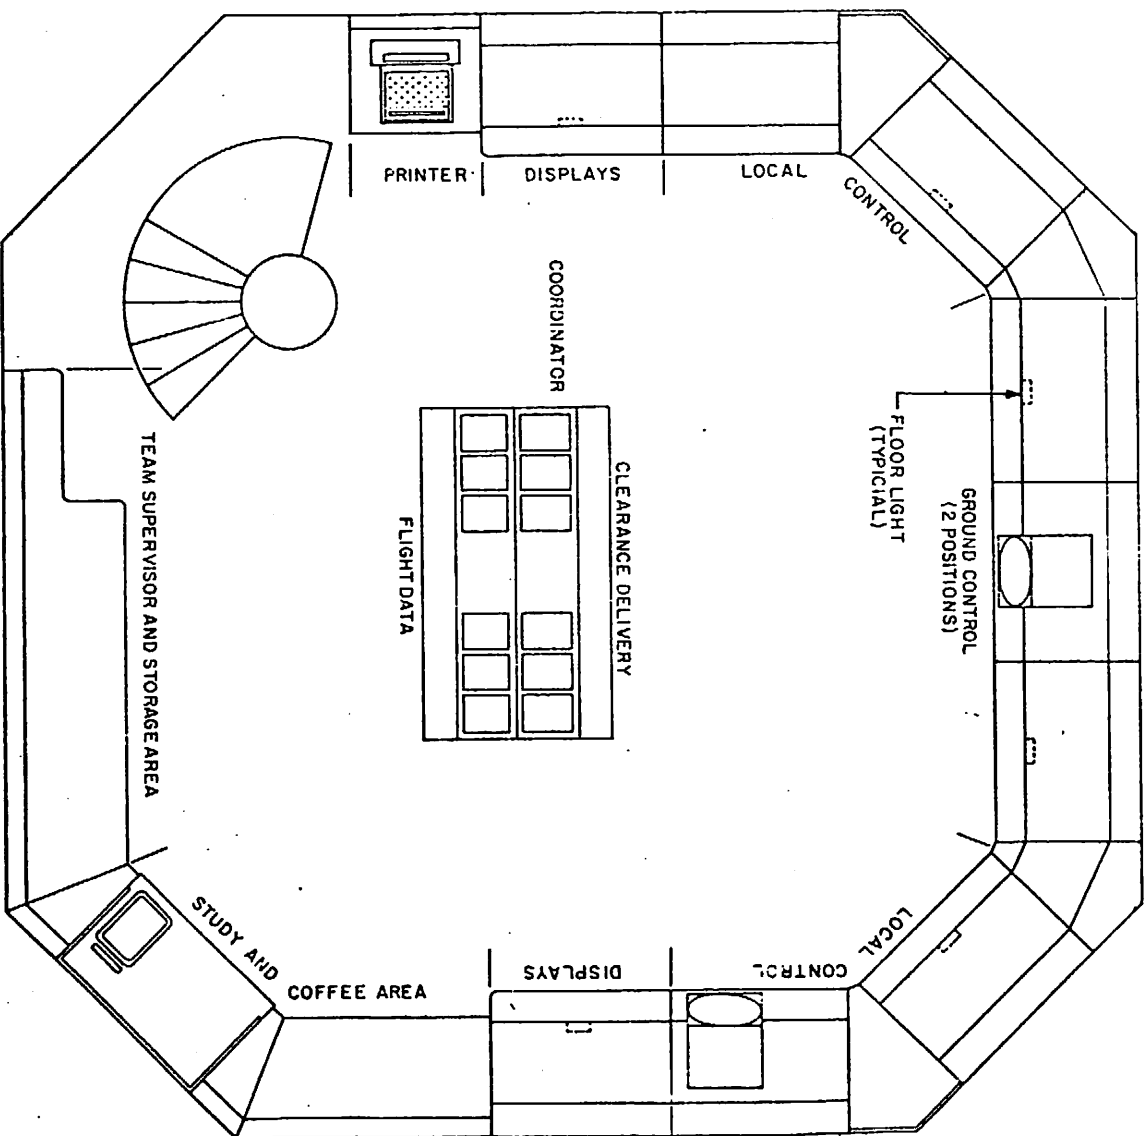 PRINTER
DISPLAYS
LOCAL
CONTROL
COORDINATOR
CLEARANCE DELIVERY
FLIGHT DATA
FLOOR LIGHT
(TYPICIAL)
GROUND CONTROL
(2 POSITIONS)
TEAM SUPERVISOR AND STORAGE AREA
STUDY AND
COFFEE AREA
DISPLAYS
CONTROL
LOCAL